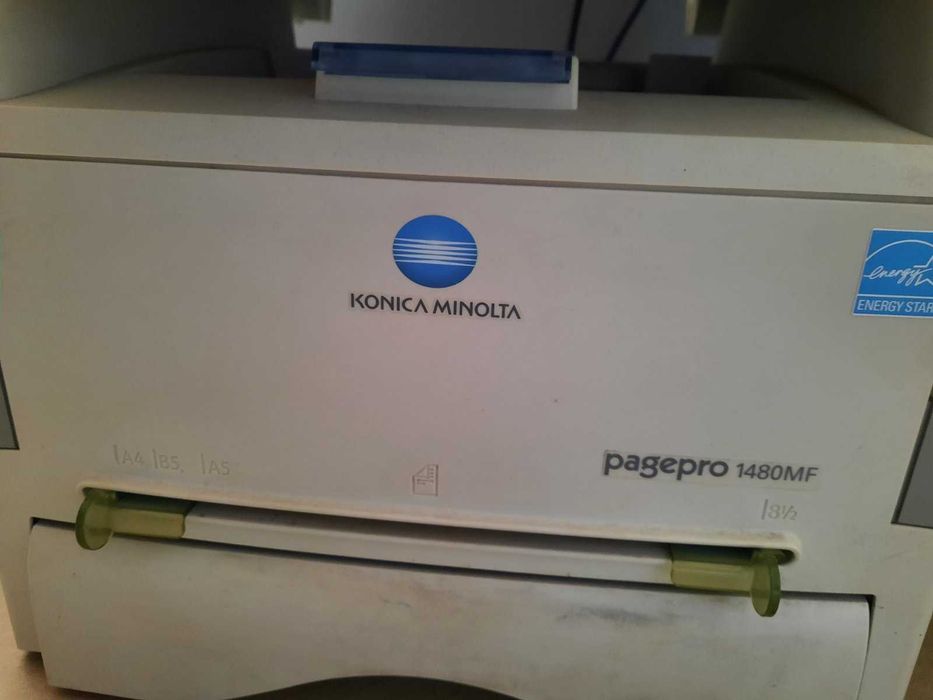 KONICA MINOLTA
energy
ENERGY STAR
A4 B5, A5
pagepro 1480MF
3½